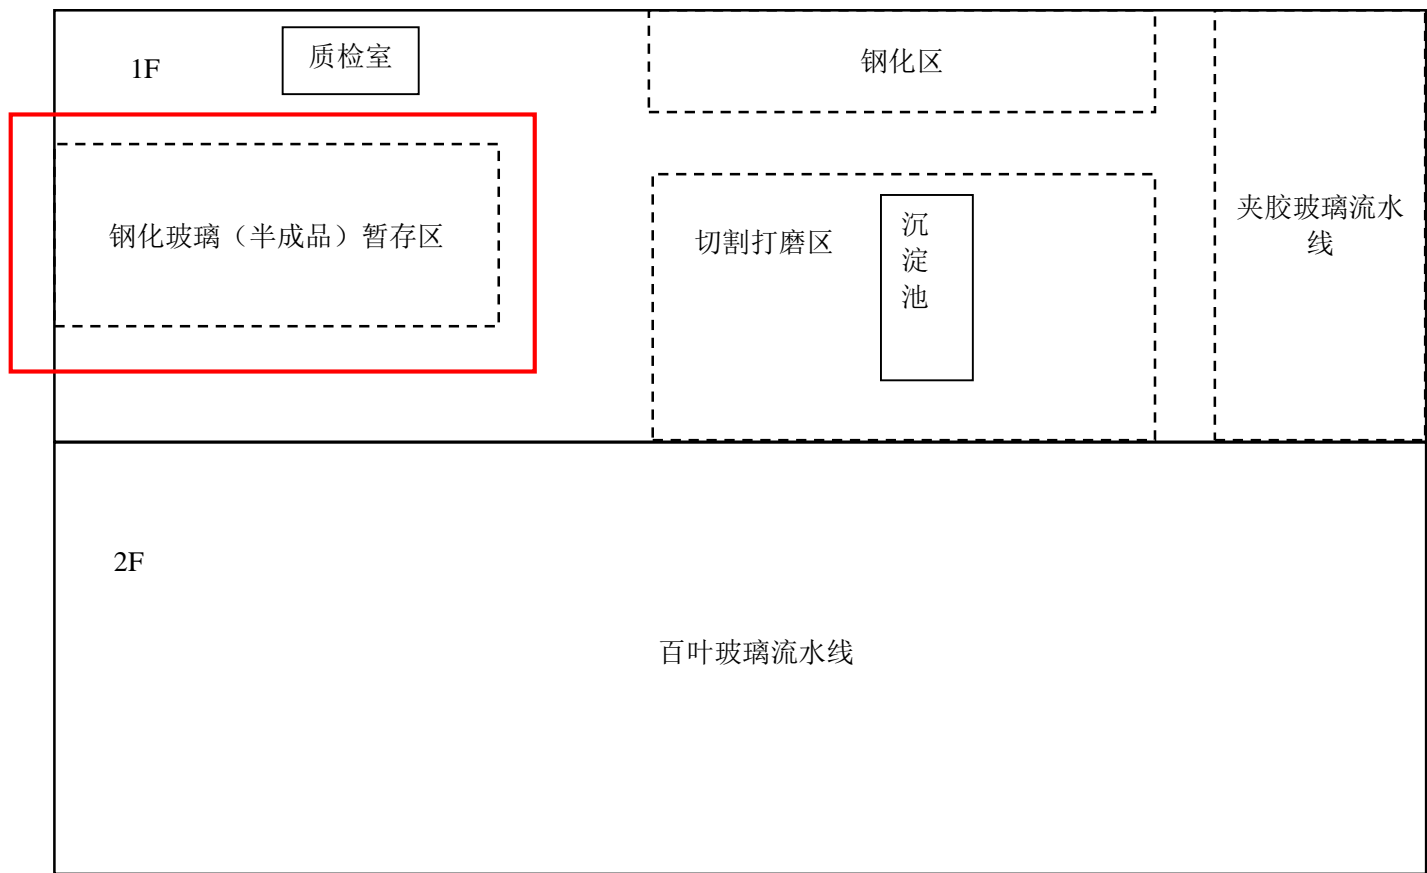 1F
质检室
钢化区
钢化玻璃（半成品）暂存区
切割打磨区
沉
淀
池
夹胶玻璃流水
线
2F
百叶玻璃流水线